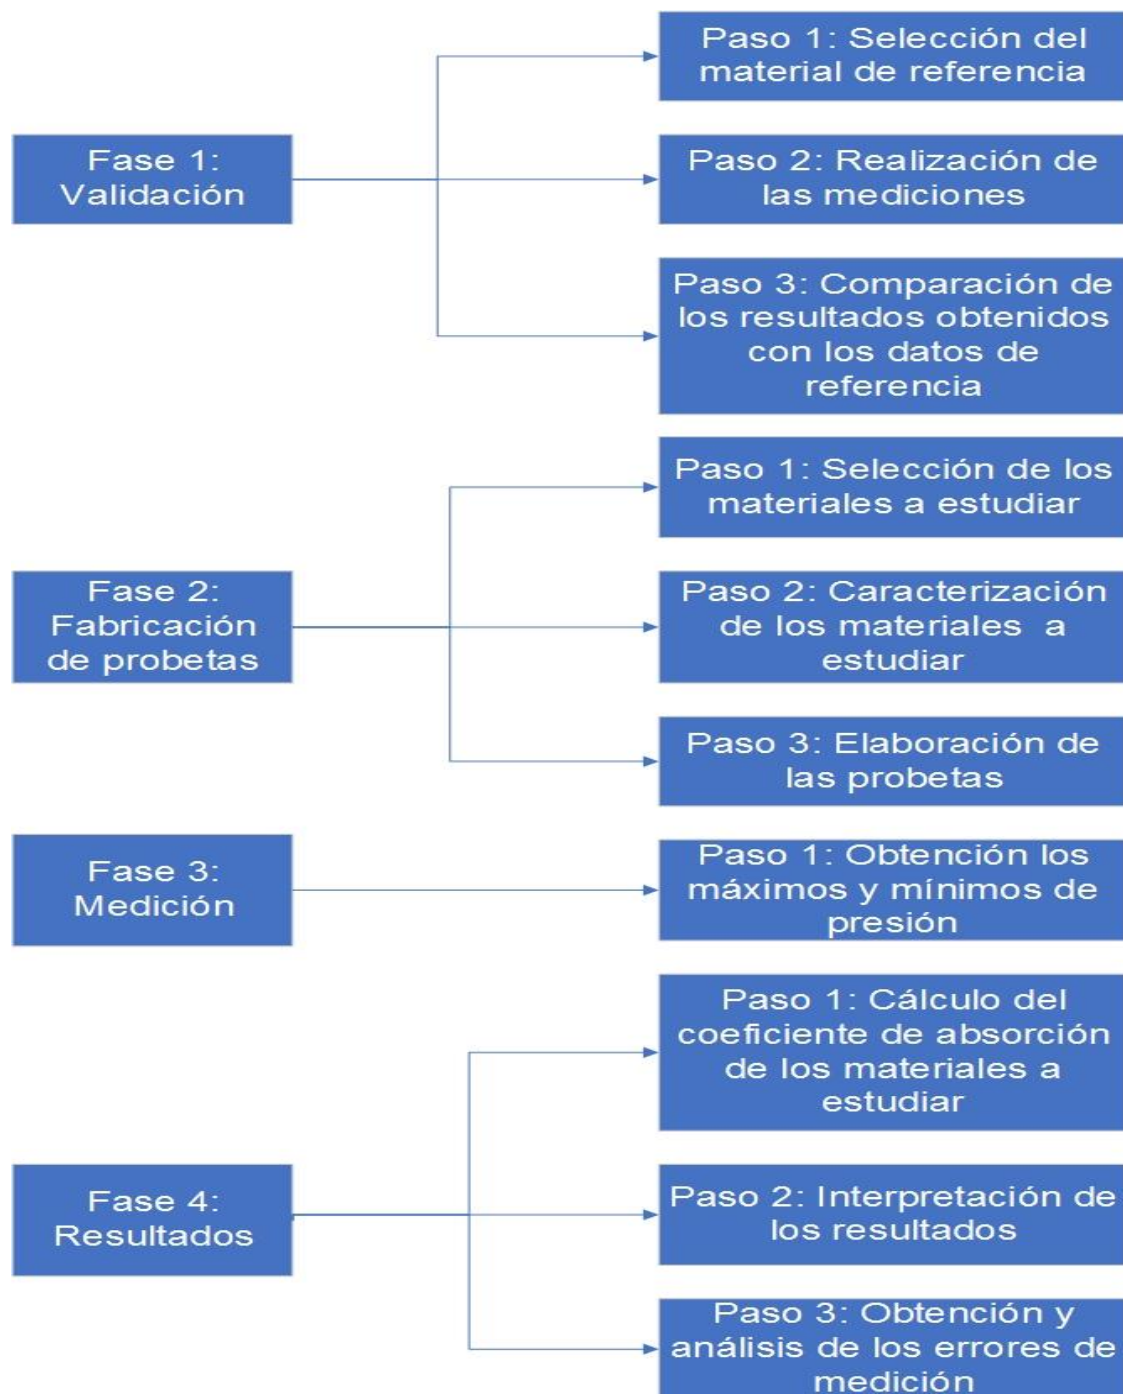 Fase 1:
Validación
Paso 1: Selección del
material de referencia
Paso 2: Realización de
las mediciones
Paso 3: Comparación de
los resultados obtenidos
con los datos de
referencia
Fase 2:
Fabricación
de probetas
Paso 1: Selección de los
materiales a estudiar
Paso 2: Caracterización
de los materiales a
estudiar
Paso 3: Elaboración de
las probetas
Fase 3:
Medición
Paso 1: Obtención los
máximos y mínimos de
presión
Fase 4:
Resultados
Paso 1: Cálculo del
coeficiente de absorción
de los materiales a
estudiar
Paso 2: Interpretación de
los resultados
Paso 3: Obtención y
análisis de los errores de
medición